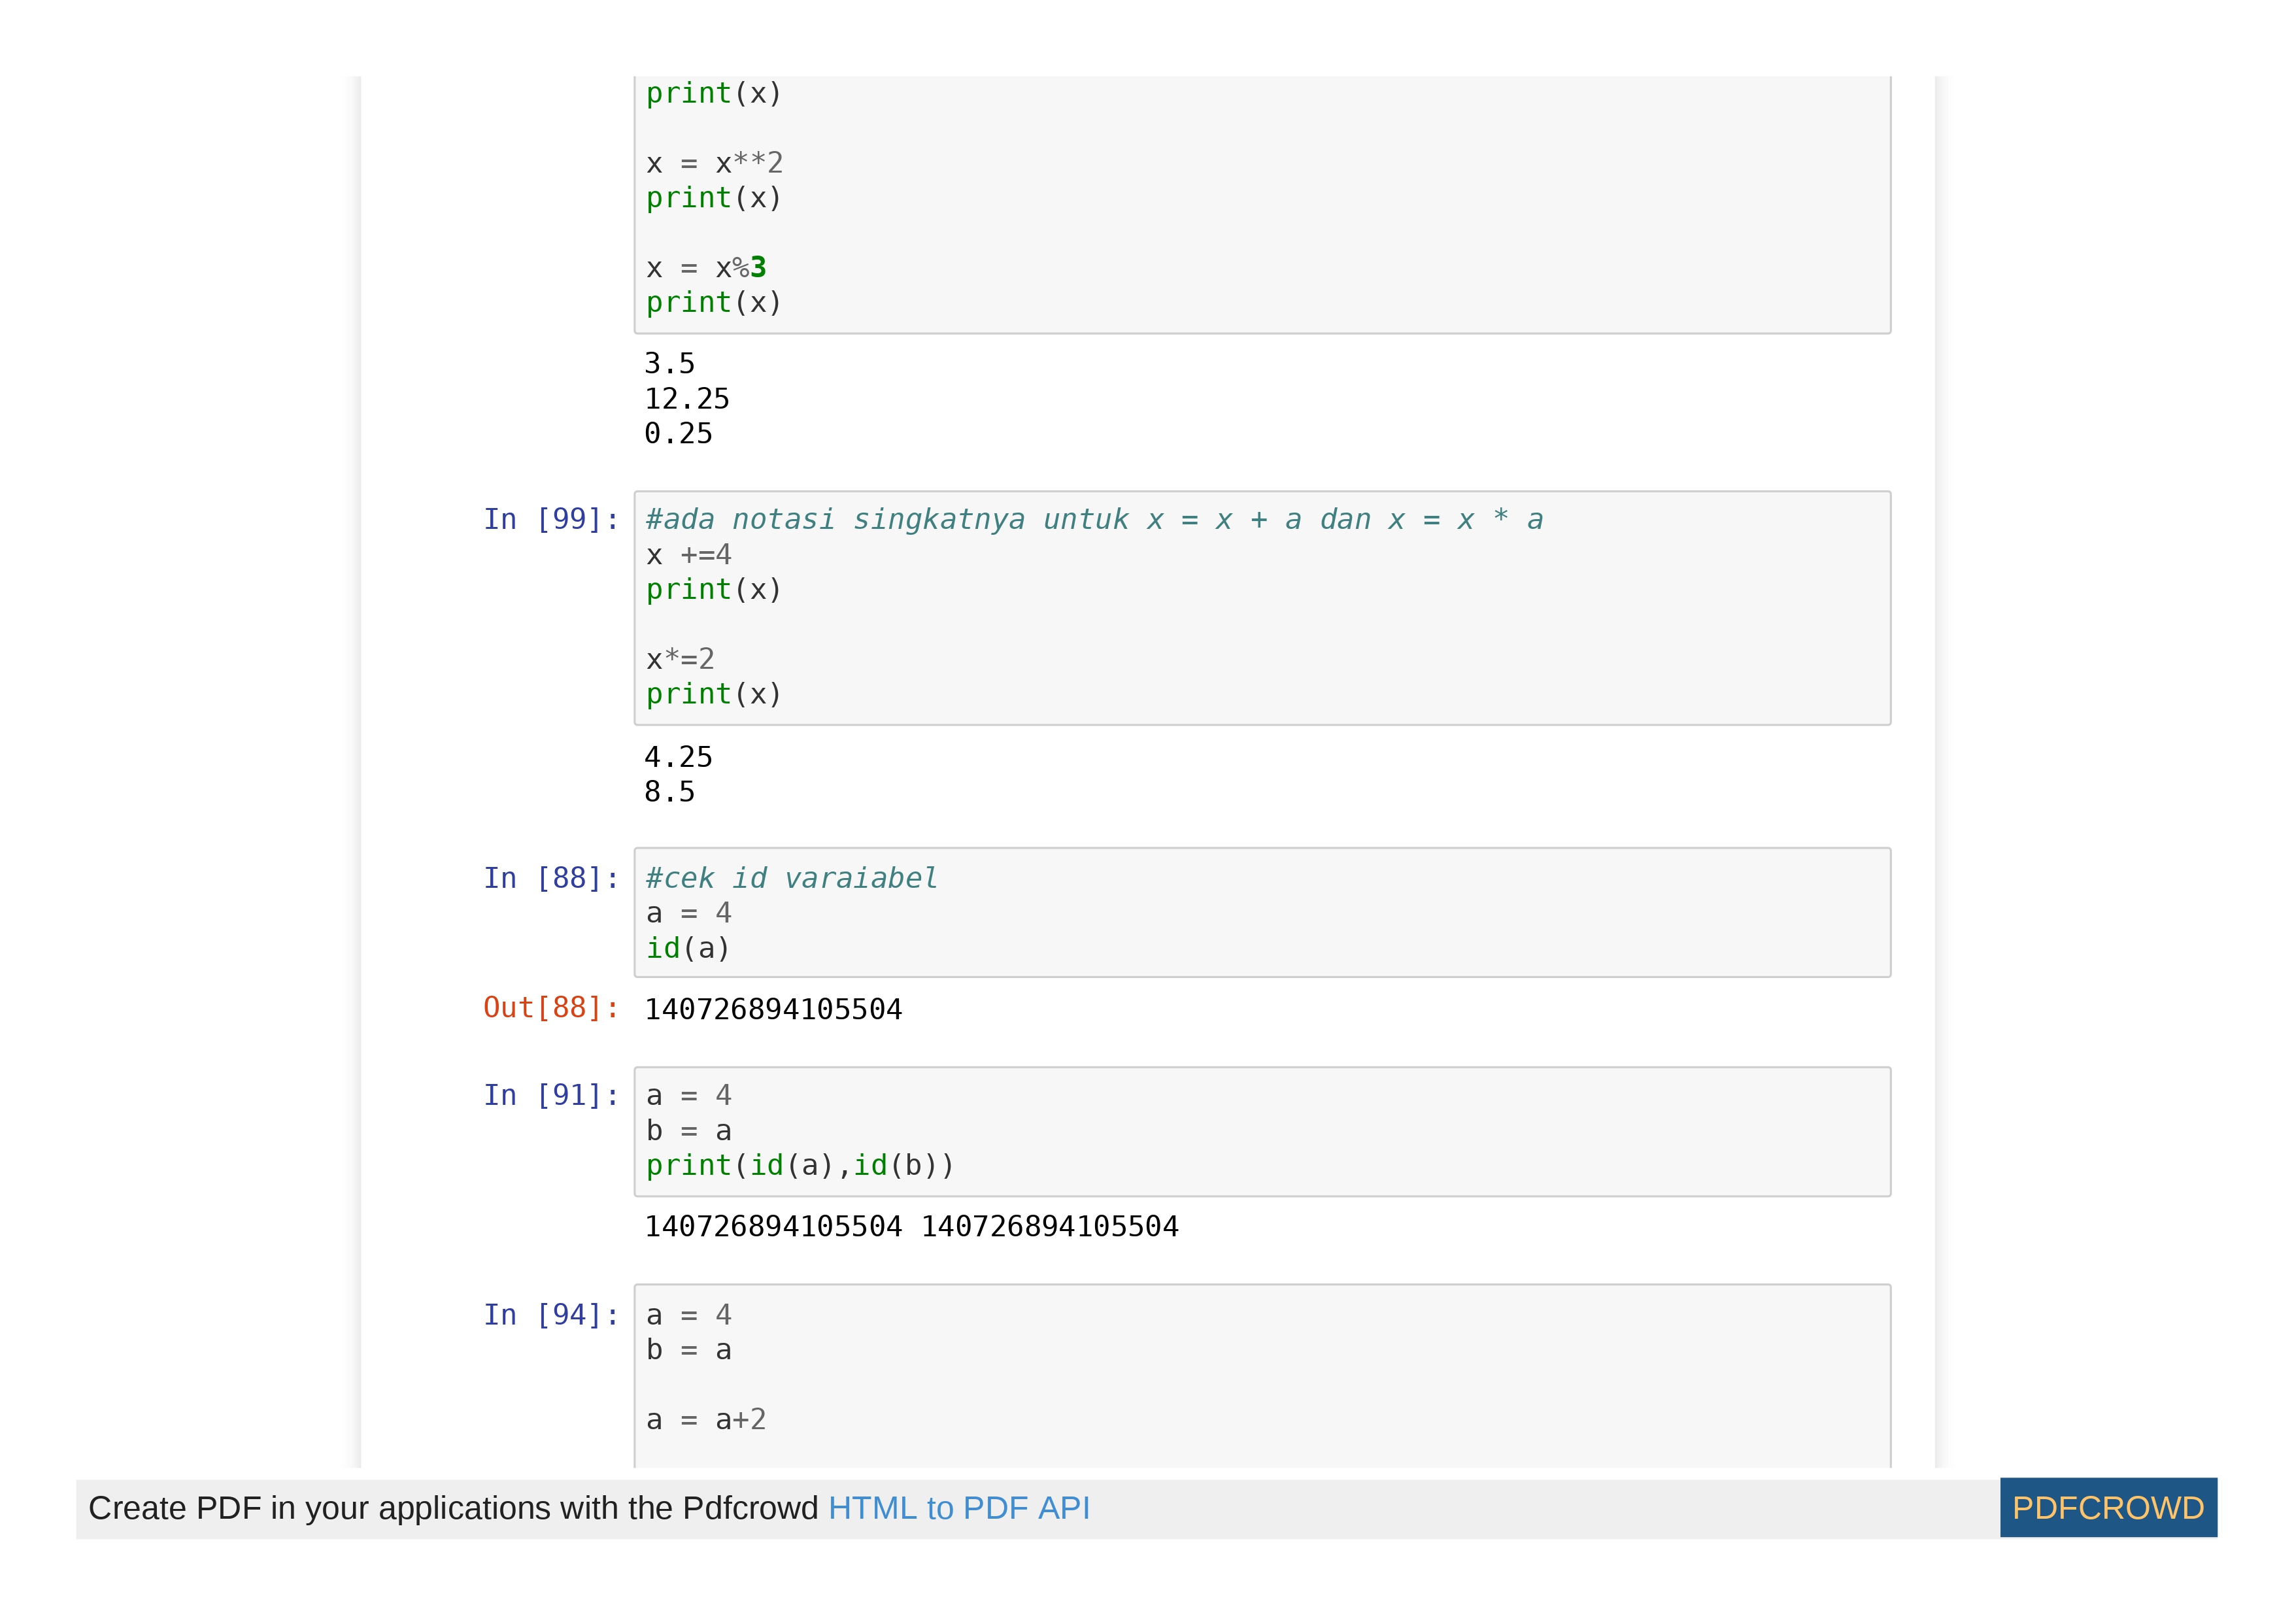 print(x)
x = x**2
print(x)
x = x%3
print(x)
3.5
12.25
0.25
In [99]: #ada notasi singkatnya untuk x = x + a dan x = x * a
x +=4
print(x)
x*=2
print(x)
4.25
8.5
In [88]: #cek id varaiabel
a = 4
id(a)
Out[88]: 140726894105504
In [91]: a = 4
b = a
print(id(a),id(b))
140726894105504 140726894105504
In [94]: a = 4
b = a
a = a+2
Create PDF in your applications with the Pdfcrowd HTML to PDF API PDFCROWD